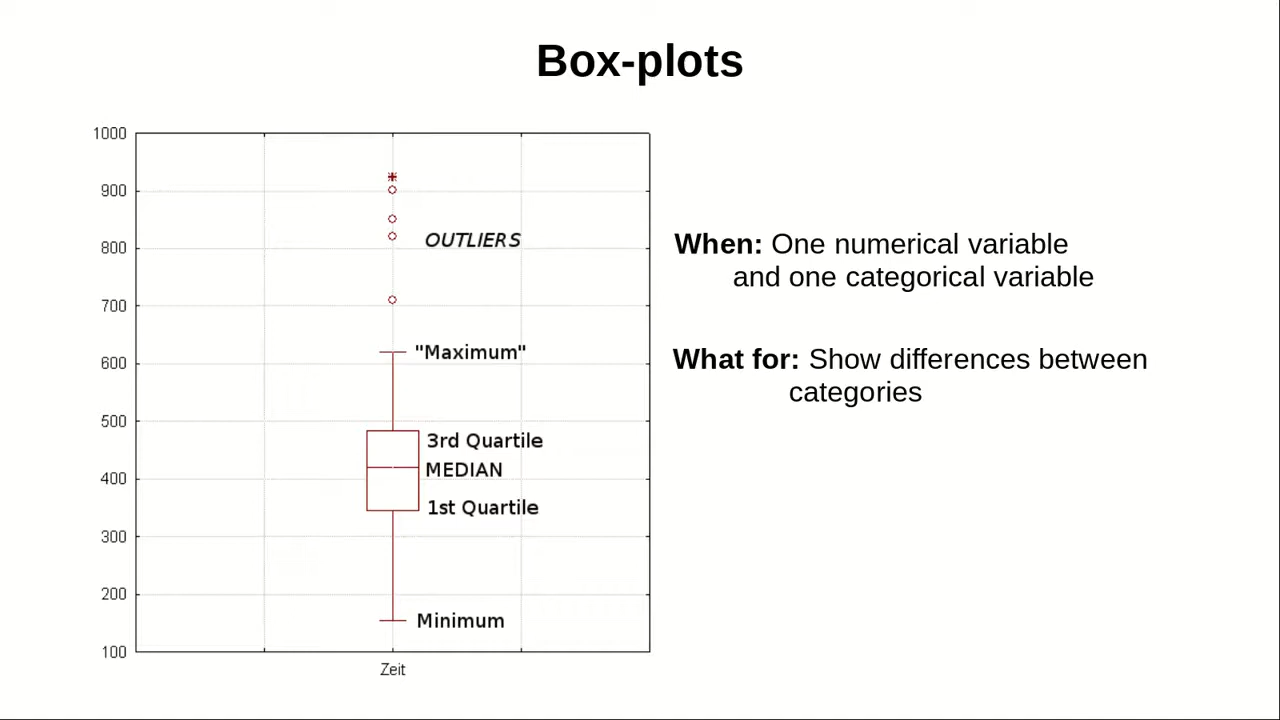 Box-plots
1000
900
800
700
600
500
400
300
200
100
OUTLIERS
"Maximum"
3rd Quartile
MEDIAN
1st Quartile
Minimum
Zeit
When: One numerical variable
and one categorical variable
What for: Show differences between
categories